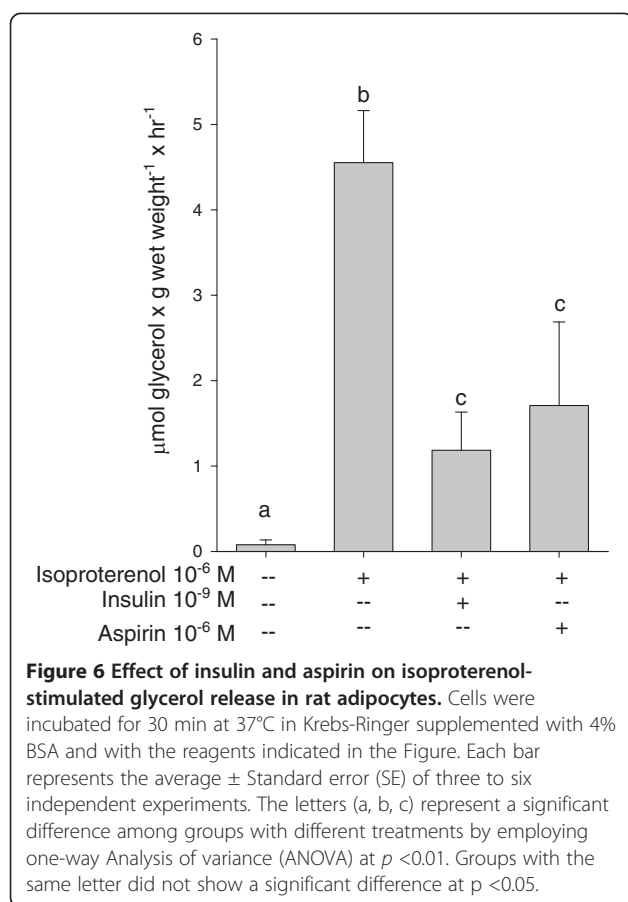 6
5
4
3
2
1
0
μmol glycerol x g wet weight⁻¹ x hr⁻¹
a
b
c
c
Isoproterenol 10⁻⁶ M -- + + +
Insulin 10⁻⁹ M -- -- + --
Aspirin 10⁻⁶ M -- -- -- +
Figure 6 Effect of insulin and aspirin on isoproterenol-
stimulated glycerol release in rat adipocytes. Cells were
incubated for 30 min at 37°C in Krebs-Ringer supplemented with 4%
BSA and with the reagents indicated in the Figure. Each bar
represents the average ± Standard error (SE) of three to six
independent experiments. The letters (a, b, c) represent a significant
difference among groups with different treatments by employing
one-way Analysis of variance (ANOVA) at p <0.01. Groups with the
same letter did not show a significant difference at p <0.05.